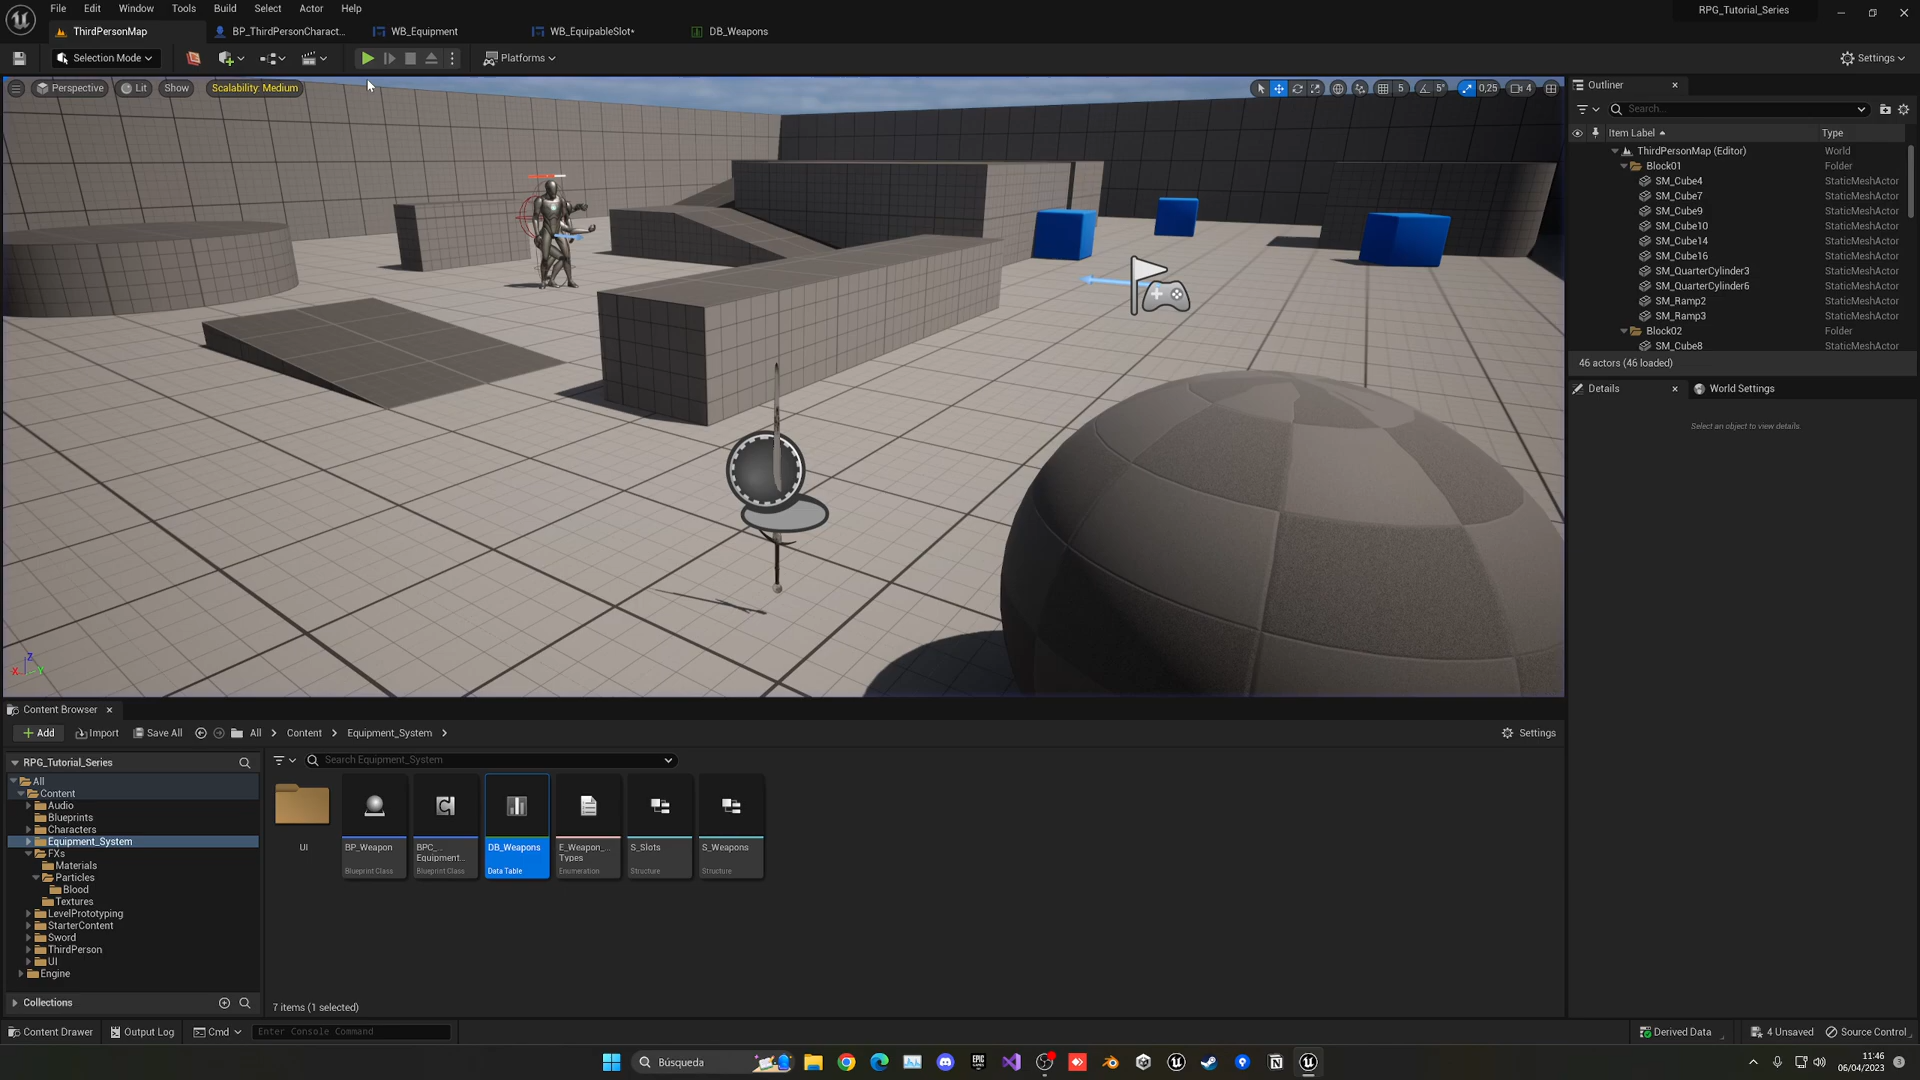 File Edit Window Tools Build Select Actor Help
RPG_Tutorial_Series
ThirdPersonMap
BP_ThirdPersonCharact...
WB_Equipment
WB_EquipableSlot*
DB_Weapons
Selection Mode
Platforms
Settings
Perspective
Lit
Show
Scalability: Medium
5
5°
0,25
4
Outliner
Search...
Item Label
Type
ThirdPersonMap (Editor) World
Block01 Folder
SM_Cube4 StaticMeshActor
SM_Cube7 StaticMeshActor
SM_Cube9 StaticMeshActor
SM_Cube10 StaticMeshActor
SM_Cube14 StaticMeshActor
SM_Cube16 StaticMeshActor
SM_QuarterCylinder3 StaticMeshActor
SM_QuarterCylinder6 StaticMeshActor
SM_Ramp2 StaticMeshActor
SM_Ramp3 StaticMeshActor
Block02 Folder
SM_Cube8 StaticMeshActor
46 actors (46 loaded)
Details
World Settings
Select an object to view details.
Z
X
Y
Content Browser
Add
Import
Save All
All
Content
Equipment_System
Settings
RPG_Tutorial_Series
Search Equipment_System
All
Content
Audio
Blueprints
Characters
Equipment_System
FXs
Materials
Particles
Blood
Textures
LevelPrototyping
StarterContent
Sword
ThirdPerson
UI
Engine
Collections
UI
BP_Weapon
Blueprint Class
BPC_...
Equipment...
Blueprint Class
DB_Weapons
Data Table
E_Weapon_...
Types
Enumeration
S_Slots
Structure
S_Weapons
Structure
7 items (1 selected)
Content Drawer
Output Log
Cmd
Enter Console Command
Derived Data
4 Unsaved
Source Control
Búsqueda
EPIC
GAMES
11:46
06/04/2023
3